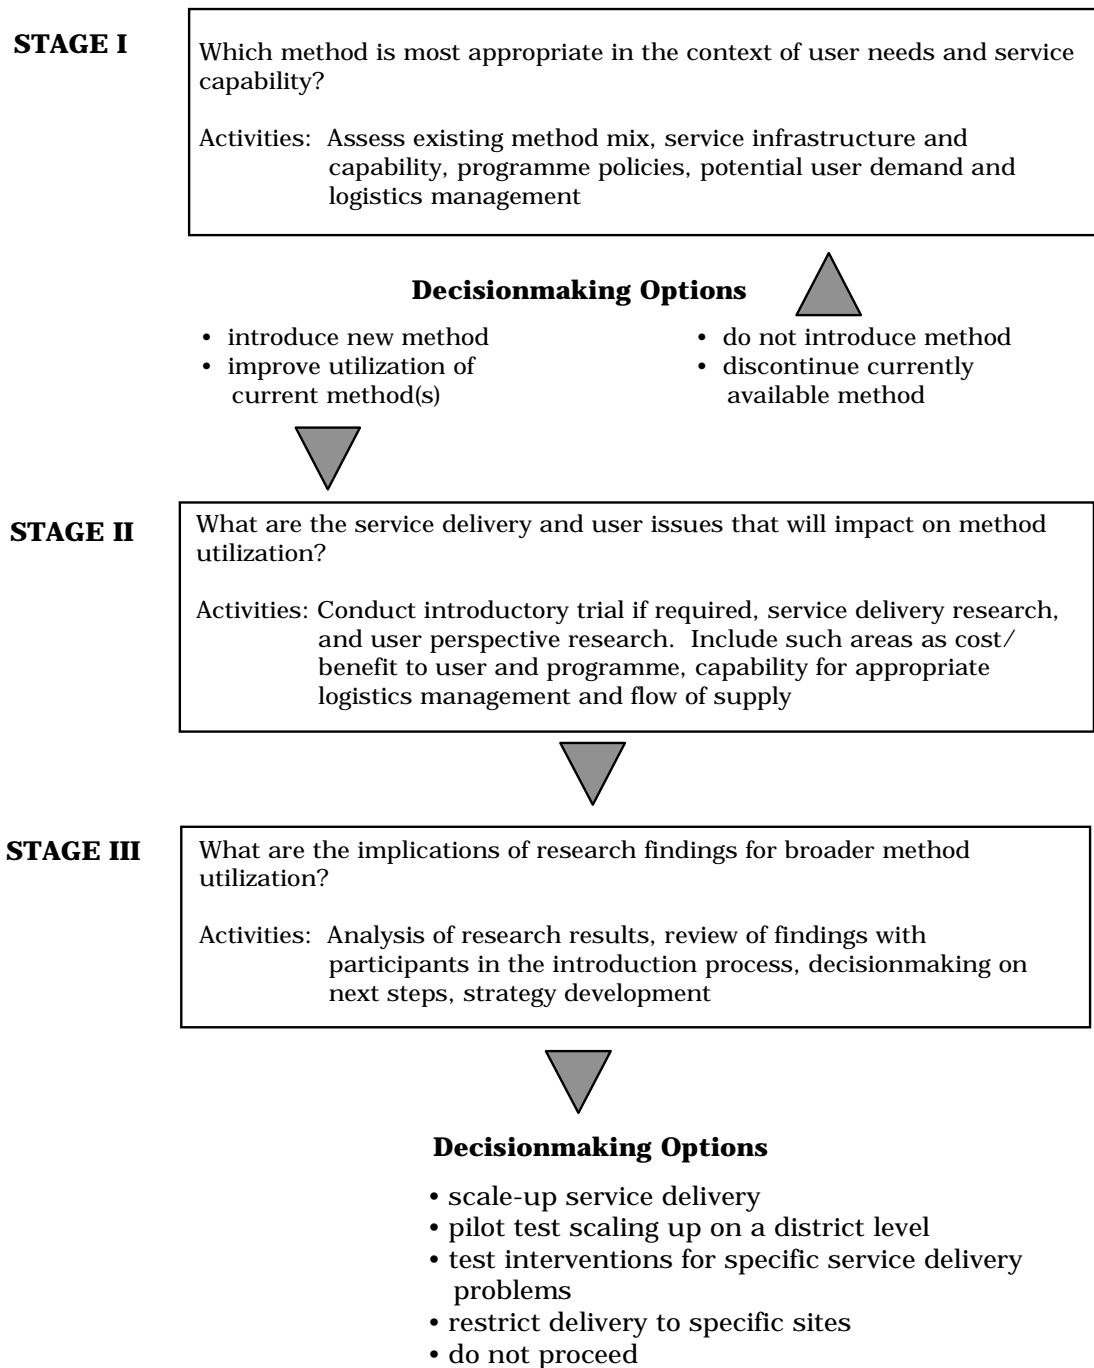 STAGE I
Which method is most appropriate in the context of user needs and service
capability?
Activities: Assess existing method mix, service infrastructure and
capability, programme policies, potential user demand and
logistics management
Decisionmaking Options
• introduce new method
• improve utilization of
current method(s)
• do not introduce method
• discontinue currently
available method
STAGE II
What are the service delivery and user issues that will impact on method
utilization?
Activities: Conduct introductory trial if required, service delivery research,
and user perspective research. Include such areas as cost/
benefit to user and programme, capability for appropriate
logistics management and flow of supply
STAGE III
What are the implications of research findings for broader method
utilization?
Activities: Analysis of research results, review of findings with
participants in the introduction process, decisionmaking on
next steps, strategy development
Decisionmaking Options
• scale-up service delivery
• pilot test scaling up on a district level
• test interventions for specific service delivery
problems
• restrict delivery to specific sites
• do not proceed